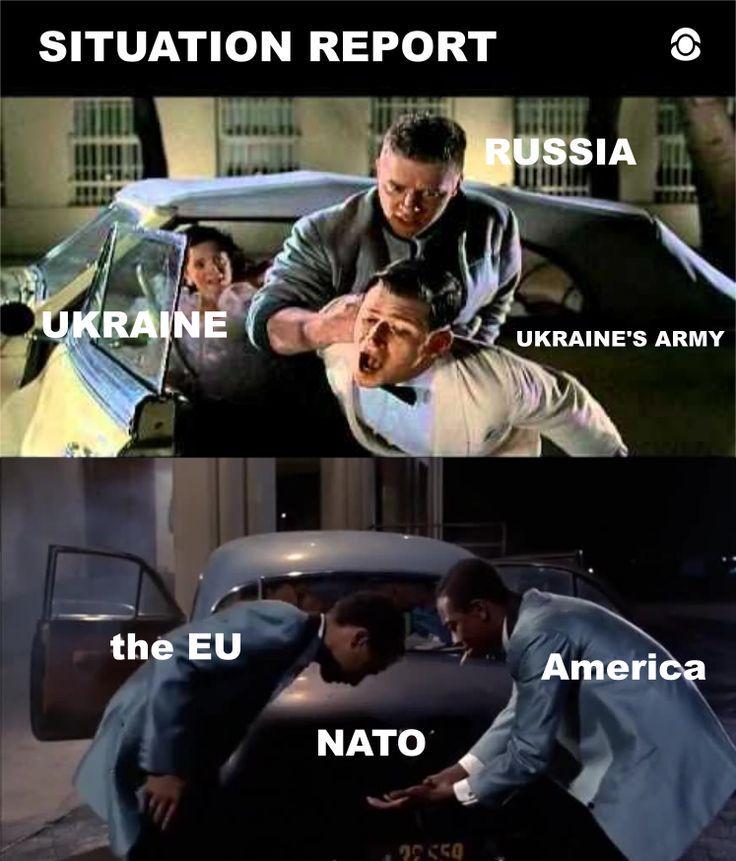 SITUATION REPORT
RUSSIA
UKRAINE
UKRAINE'S ARMY
the EU
America
NATO